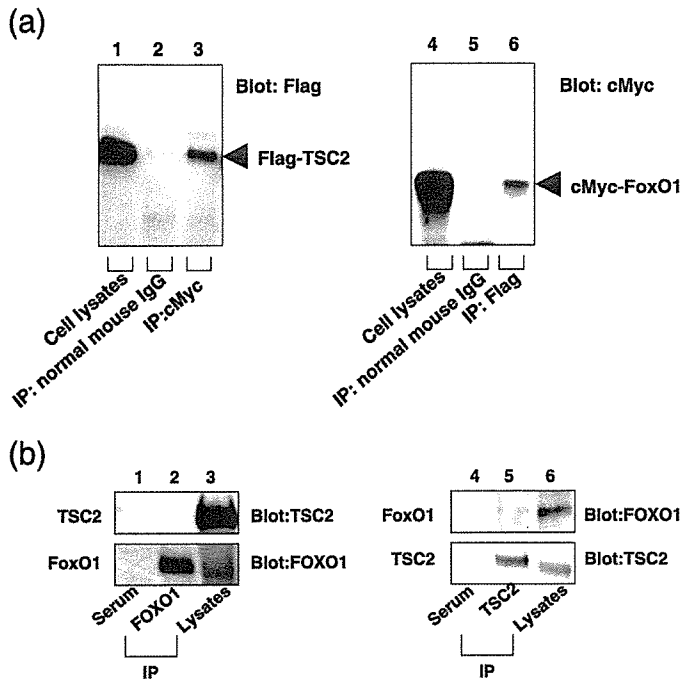 (a)
1 2 3
Blot: Flag
Flag-TSC2
Cell lysates
IP: normal mouse IgG
IP:cMyc
4 5 6
Blot: cMyc
cMyc-FoxO1
Cell lysates
IP: normal mouse IgG
IP: Flag
(b)
1 2 3
TSC2 Blot:TSC2
FoxO1 Blot:FOXO1
Serum
FOXO1
Lysates
IP
4 5 6
FoxO1 Blot:FOXO1
TSC2 Blot:TSC2
Serum
TSC2
Lysates
IP